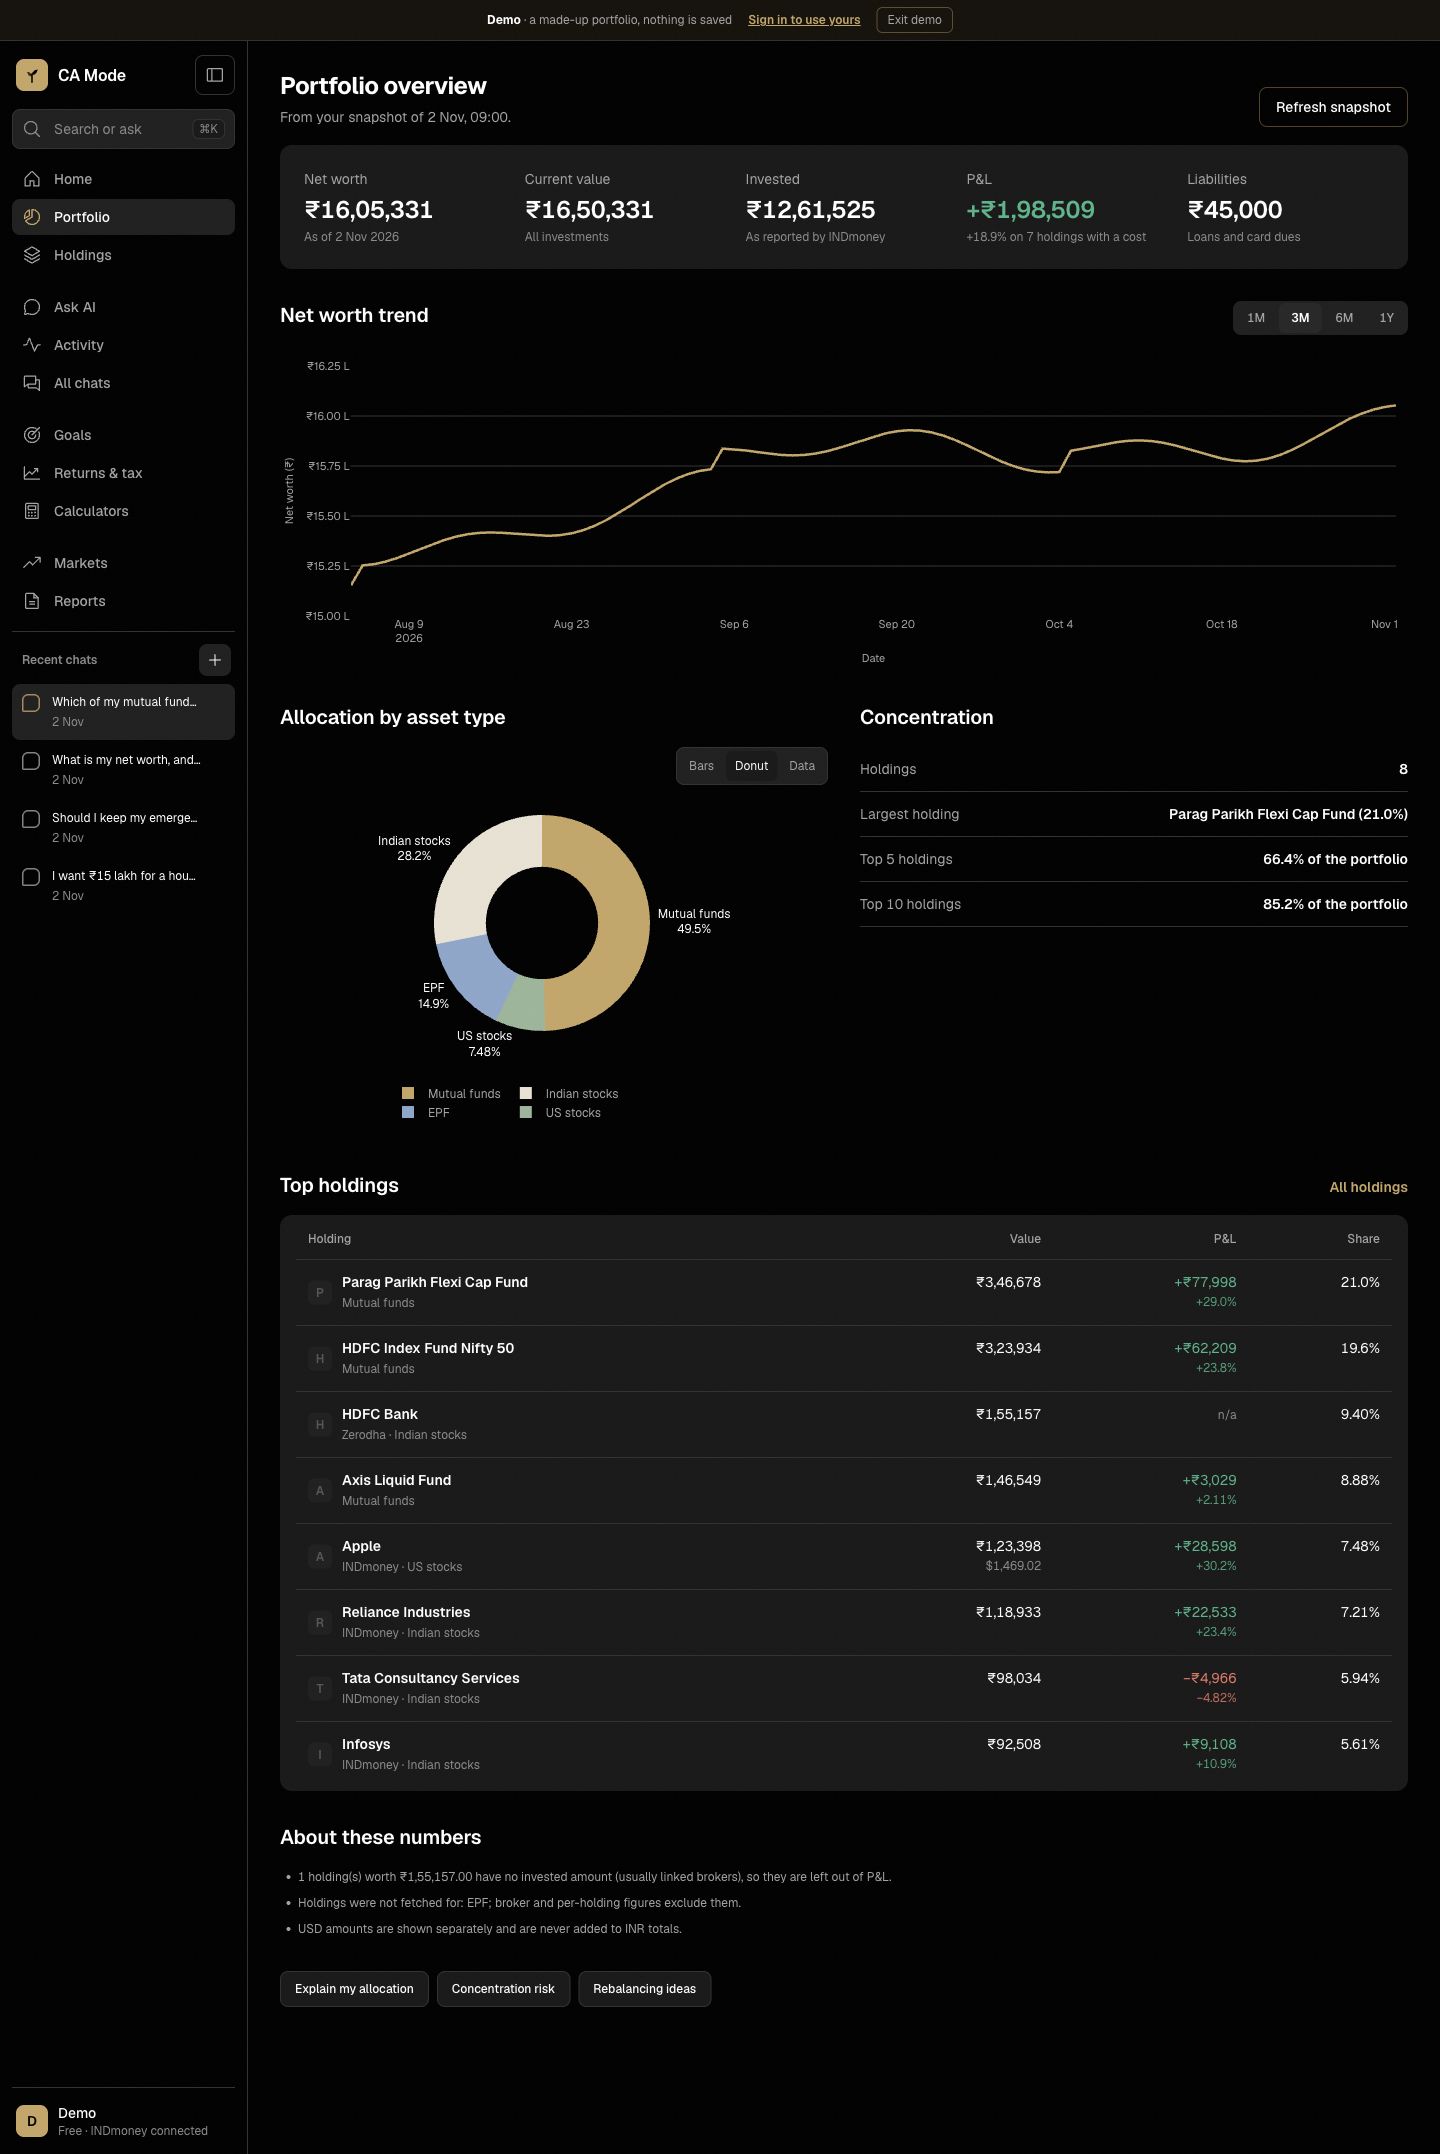 Demo · a made-up portfolio, nothing is saved Sign in to use yours Exit demo
CA Mode
Search or ask ⌘K
Home
Portfolio
Holdings
Ask AI
Activity
All chats
Goals
Returns & tax
Calculators
Markets
Reports
Recent chats
Which of my mutual fund...
2 Nov
What is my net worth, and...
2 Nov
Should I keep my emerge...
2 Nov
I want ₹15 lakh for a hou...
2 Nov
D
Demo
Free · INDmoney connected
Portfolio overview
From your snapshot of 2 Nov, 09:00.
Refresh snapshot
Net worth Current value Invested P&L Liabilities
₹16,05,331 ₹16,50,331 ₹12,61,525 +₹1,98,509 ₹45,000
As of 2 Nov 2026 All investments As reported by INDmoney +18.9% on 7 holdings with a cost Loans and card dues
Net worth trend
1M 3M 6M 1Y
₹16.25 L
₹16.00 L
₹15.75 L
₹15.50 L
₹15.25 L
₹15.00 L
Net worth (₹)
Aug 9 Aug 23 Sep 6 Sep 20 Oct 4 Oct 18 Nov 1
2026
Date
Allocation by asset type
Bars Donut Data
Indian stocks
28.2%
Mutual funds
49.5%
EPF
14.9%
US stocks
7.48%
Mutual funds Indian stocks
EPF US stocks
Concentration
Holdings 8
Largest holding Parag Parikh Flexi Cap Fund (21.0%)
Top 5 holdings 66.4% of the portfolio
Top 10 holdings 85.2% of the portfolio
Top holdings
All holdings
Holding Value P&L Share
P Parag Parikh Flexi Cap Fund ₹3,46,678 +₹77,998 21.0%
Mutual funds +29.0%
H HDFC Index Fund Nifty 50 ₹3,23,934 +₹62,209 19.6%
Mutual funds +23.8%
H HDFC Bank ₹1,55,157 n/a 9.40%
Zerodha · Indian stocks
A Axis Liquid Fund ₹1,46,549 +₹3,029 8.88%
Mutual funds +2.11%
A Apple ₹1,23,398 +₹28,598 7.48%
INDmoney · US stocks $1,469.02 +30.2%
R Reliance Industries ₹1,18,933 +₹22,533 7.21%
INDmoney · Indian stocks +23.4%
T Tata Consultancy Services ₹98,034 −₹4,966 5.94%
INDmoney · Indian stocks −4.82%
I Infosys ₹92,508 +₹9,108 5.61%
INDmoney · Indian stocks +10.9%
About these numbers
• 1 holding(s) worth ₹1,55,157.00 have no invested amount (usually linked brokers), so they are left out of P&L.
• Holdings were not fetched for: EPF; broker and per-holding figures exclude them.
• USD amounts are shown separately and are never added to INR totals.
Explain my allocation Concentration risk Rebalancing ideas